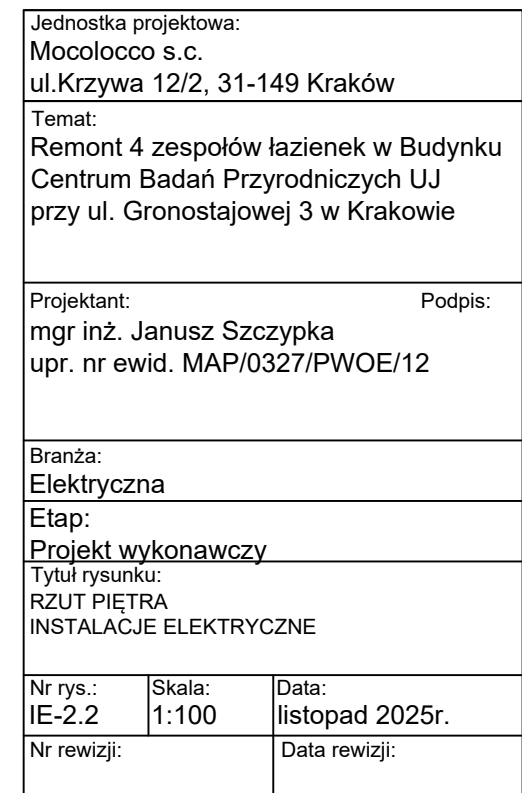 Jednostka projektowa:
Mocolocco s.c.
ul.Krzywa 12/2, 31-149 Kraków
Temat:
Remont 4 zespołów łazienek w Budynku
Centrum Badań Przyrodniczych UJ
przy ul. Gronostajowej 3 w Krakowie
Projektant: Podpis:
mgr inż. Janusz Szczypka
upr. nr ewid. MAP/0327/PWOE/12
Branża:
Elektryczna
Etap:
Projekt wykonawczy
Tytuł rysunku:
RZUT PIĘTRA
INSTALACJE ELEKTRYCZNE
Nr rys.: Skala: Data:
IE-2.2 1:100 listopad 2025r.
Nr rewizji: Data rewizji: